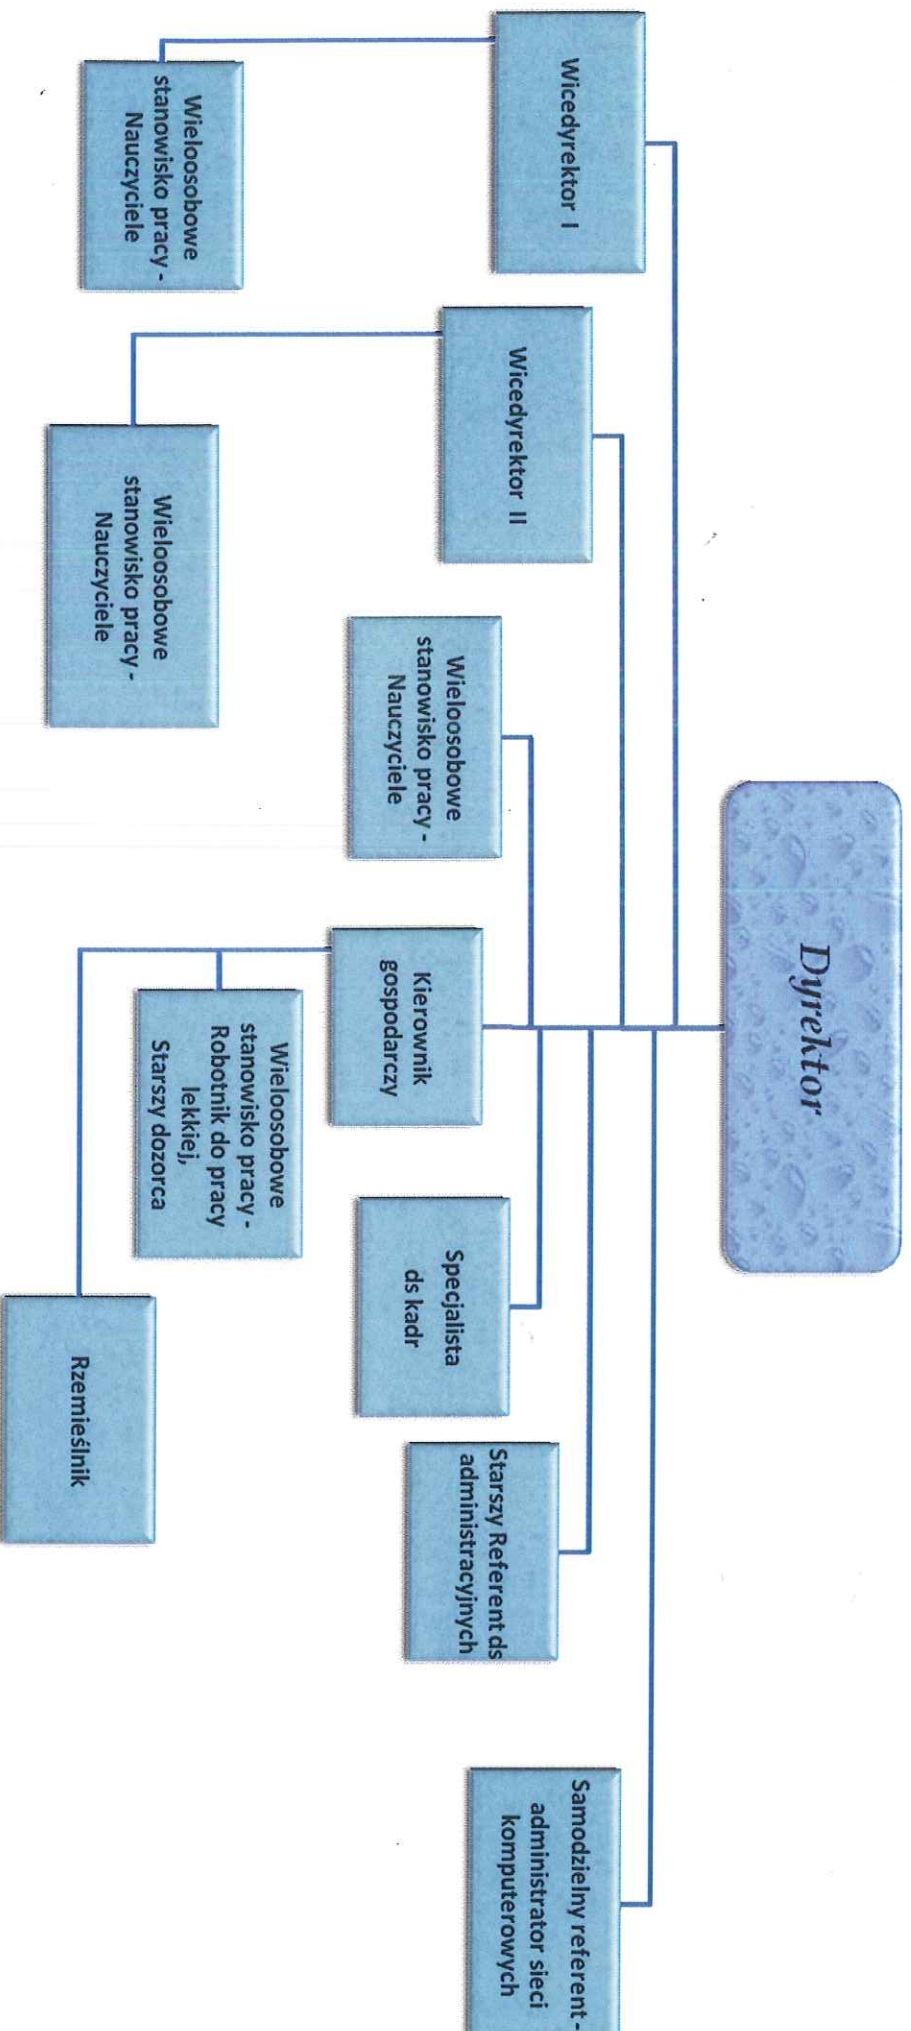 Dyrektor
Wicedyrektor I
Wicedyrektor II
Wieloosobowe
stanowisko pracy -
Nauczyciele
Kierownik
gospodarczy
Specjalista
ds kadr
Starszy Referent ds
administracyjnych
Samodzielny referent -
administrator sieci
komputerowych
Wieloosobowe
stanowisko pracy -
Nauczyciele
Wieloosobowe
stanowisko pracy -
Nauczyciele
Wieloosobowe
stanowisko pracy -
Robotnik do pracy
lekkiej,
Starszy dozorca
Rzemieślnik